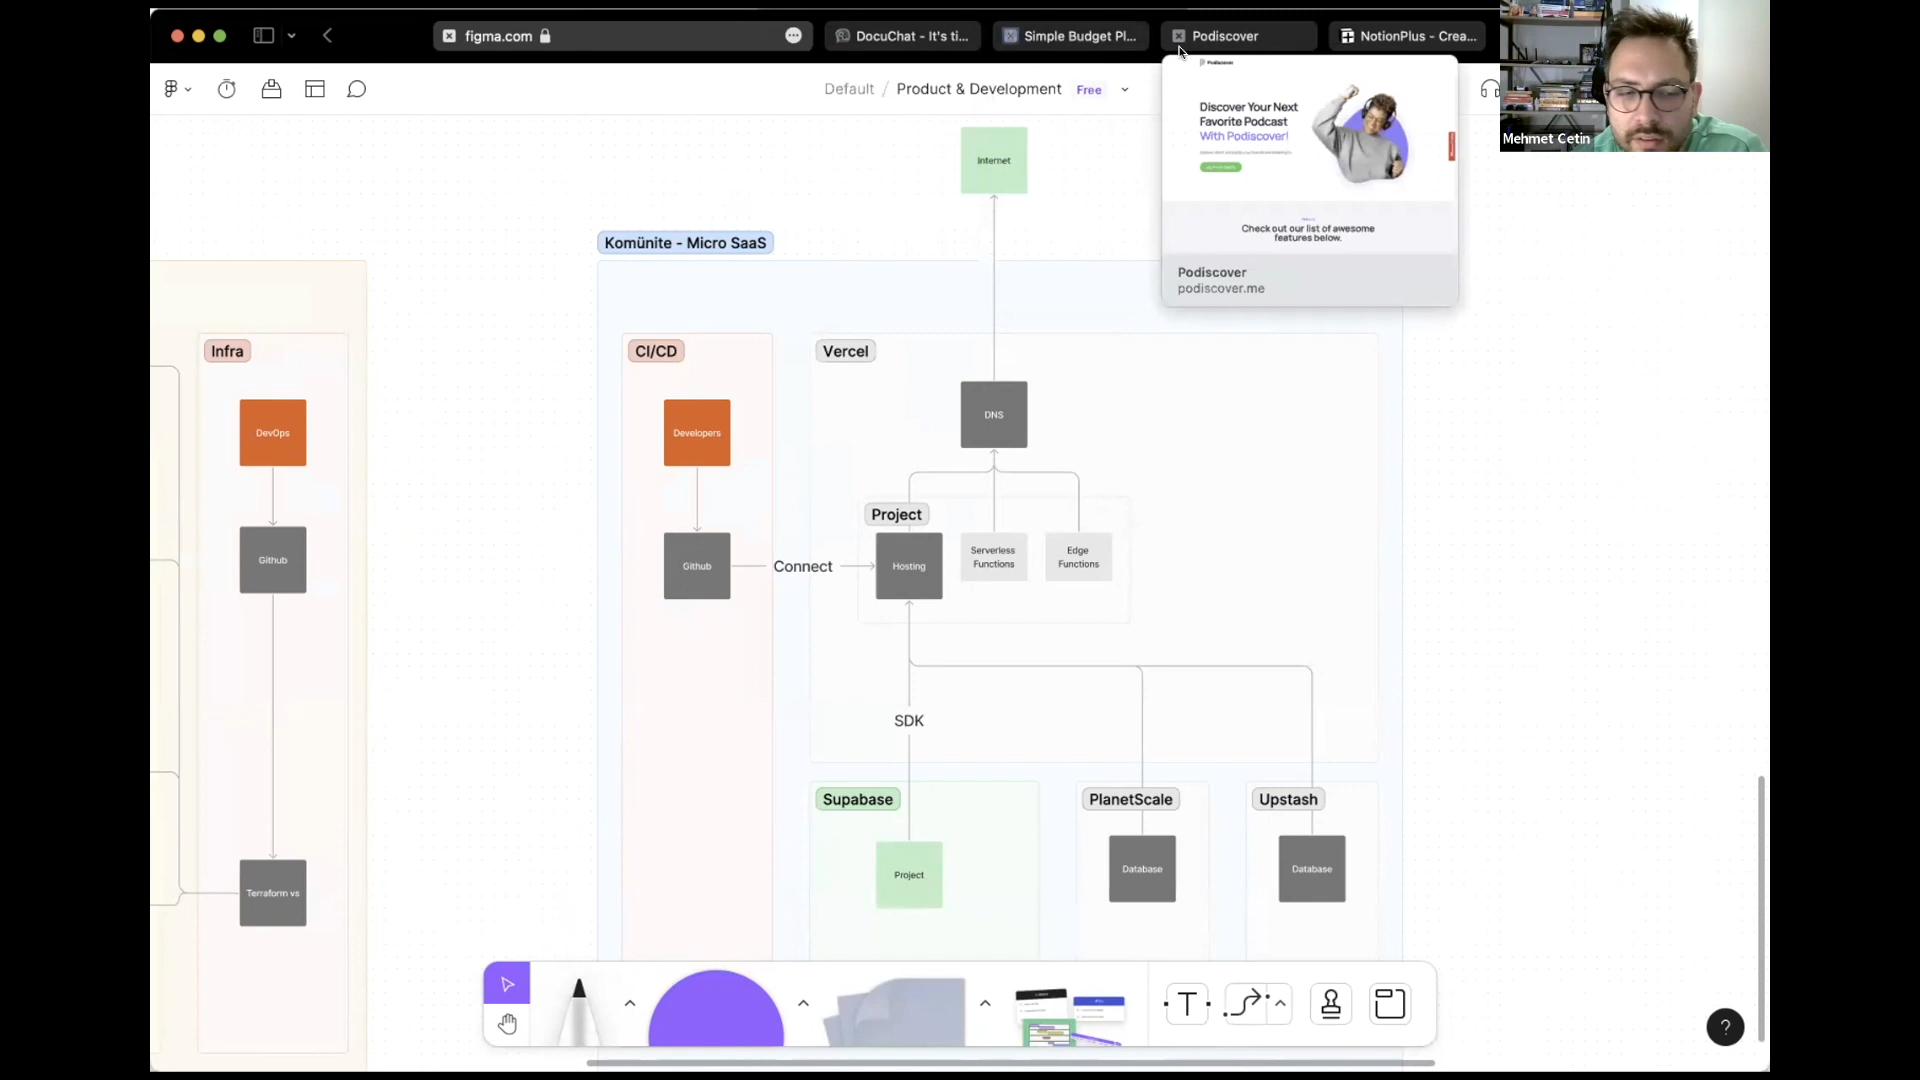 figma.com
DocuChat - It's ti...
Simple Budget Pl...
Podiscover
NotionPlus - Crea...
Default / Product & Development Free
Podiscover
Discover Your Next
Favorite Podcast
With Podiscover!
Check out our list of awesome
features below.
Podiscover
podiscover.me
Mehmet Cetin
Internet
Komünite - Micro SaaS
Infra
CI/CD
Vercel
DevOps
Developers
DNS
Project
Github
Github
Connect
Hosting
Serverless
Functions
Edge
Functions
SDK
Supabase
PlanetScale
Upstash
Project
Database
Database
Terraform vs
T
?